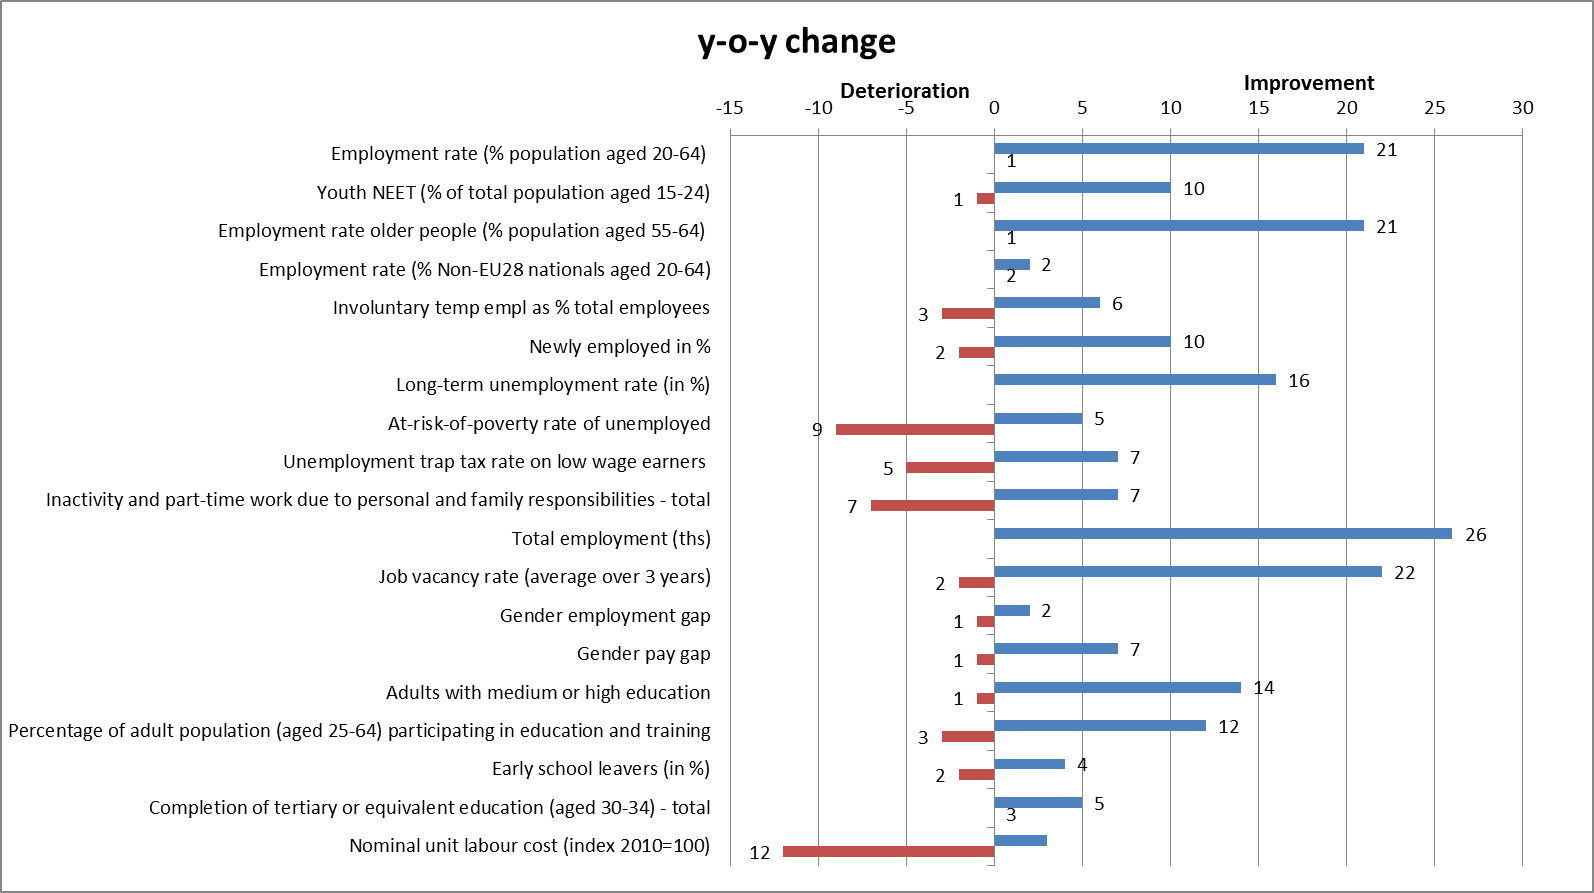 y-o-y change
Deterioration Improvement
-15 -10 -5 0 5 10 15 20 25 30
Employment rate (% population aged 20-64) 21
1
Youth NEET (% of total population aged 15-24) 10
1
Employment rate older people (% population aged 55-64) 21
1
Employment rate (% Non-EU28 nationals aged 20-64) 2
2
Involuntary temp empl as % total employees 6
3
Newly employed in % 10
2
Long-term unemployment rate (in %) 16
At-risk-of-poverty rate of unemployed 5
9
Unemployment trap tax rate on low wage earners 7
5
Inactivity and part-time work due to personal and family responsibilities - total 7
7
Total employment (ths) 26
Job vacancy rate (average over 3 years) 22
2
Gender employment gap 2
1
Gender pay gap 7
1
Adults with medium or high education 14
1
Percentage of adult population (aged 25-64) participating in education and training 12
3
Early school leavers (in %) 4
2
Completion of tertiary or equivalent education (aged 30-34) - total 5
3
Nominal unit labour cost (index 2010=100)
12